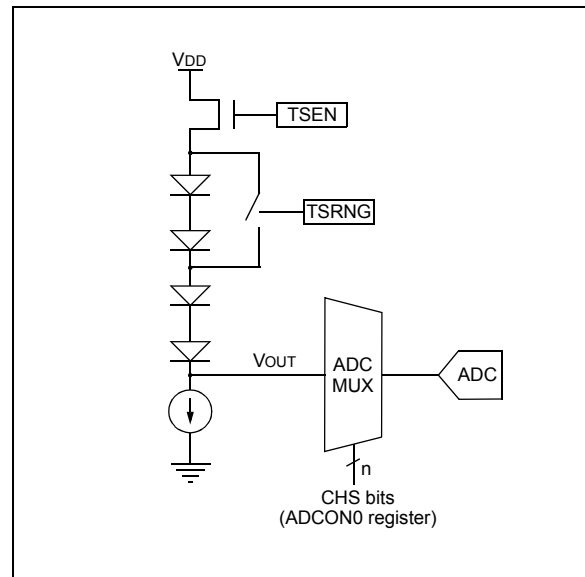 VDD
TSEN
TSRNG
VOUT
ADC
MUX
ADC
n
CHS bits
(ADCON0 register)